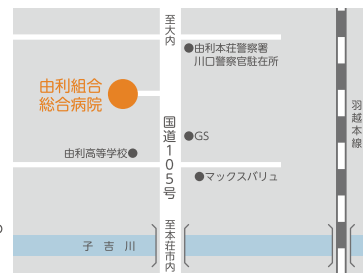 至大内
由利本荘警察署
川口警察官駐在所
由利組合
総合病院
羽越本線
国道105号
GS
由利高等学校
マックスバリュ
至本荘市内
子吉川